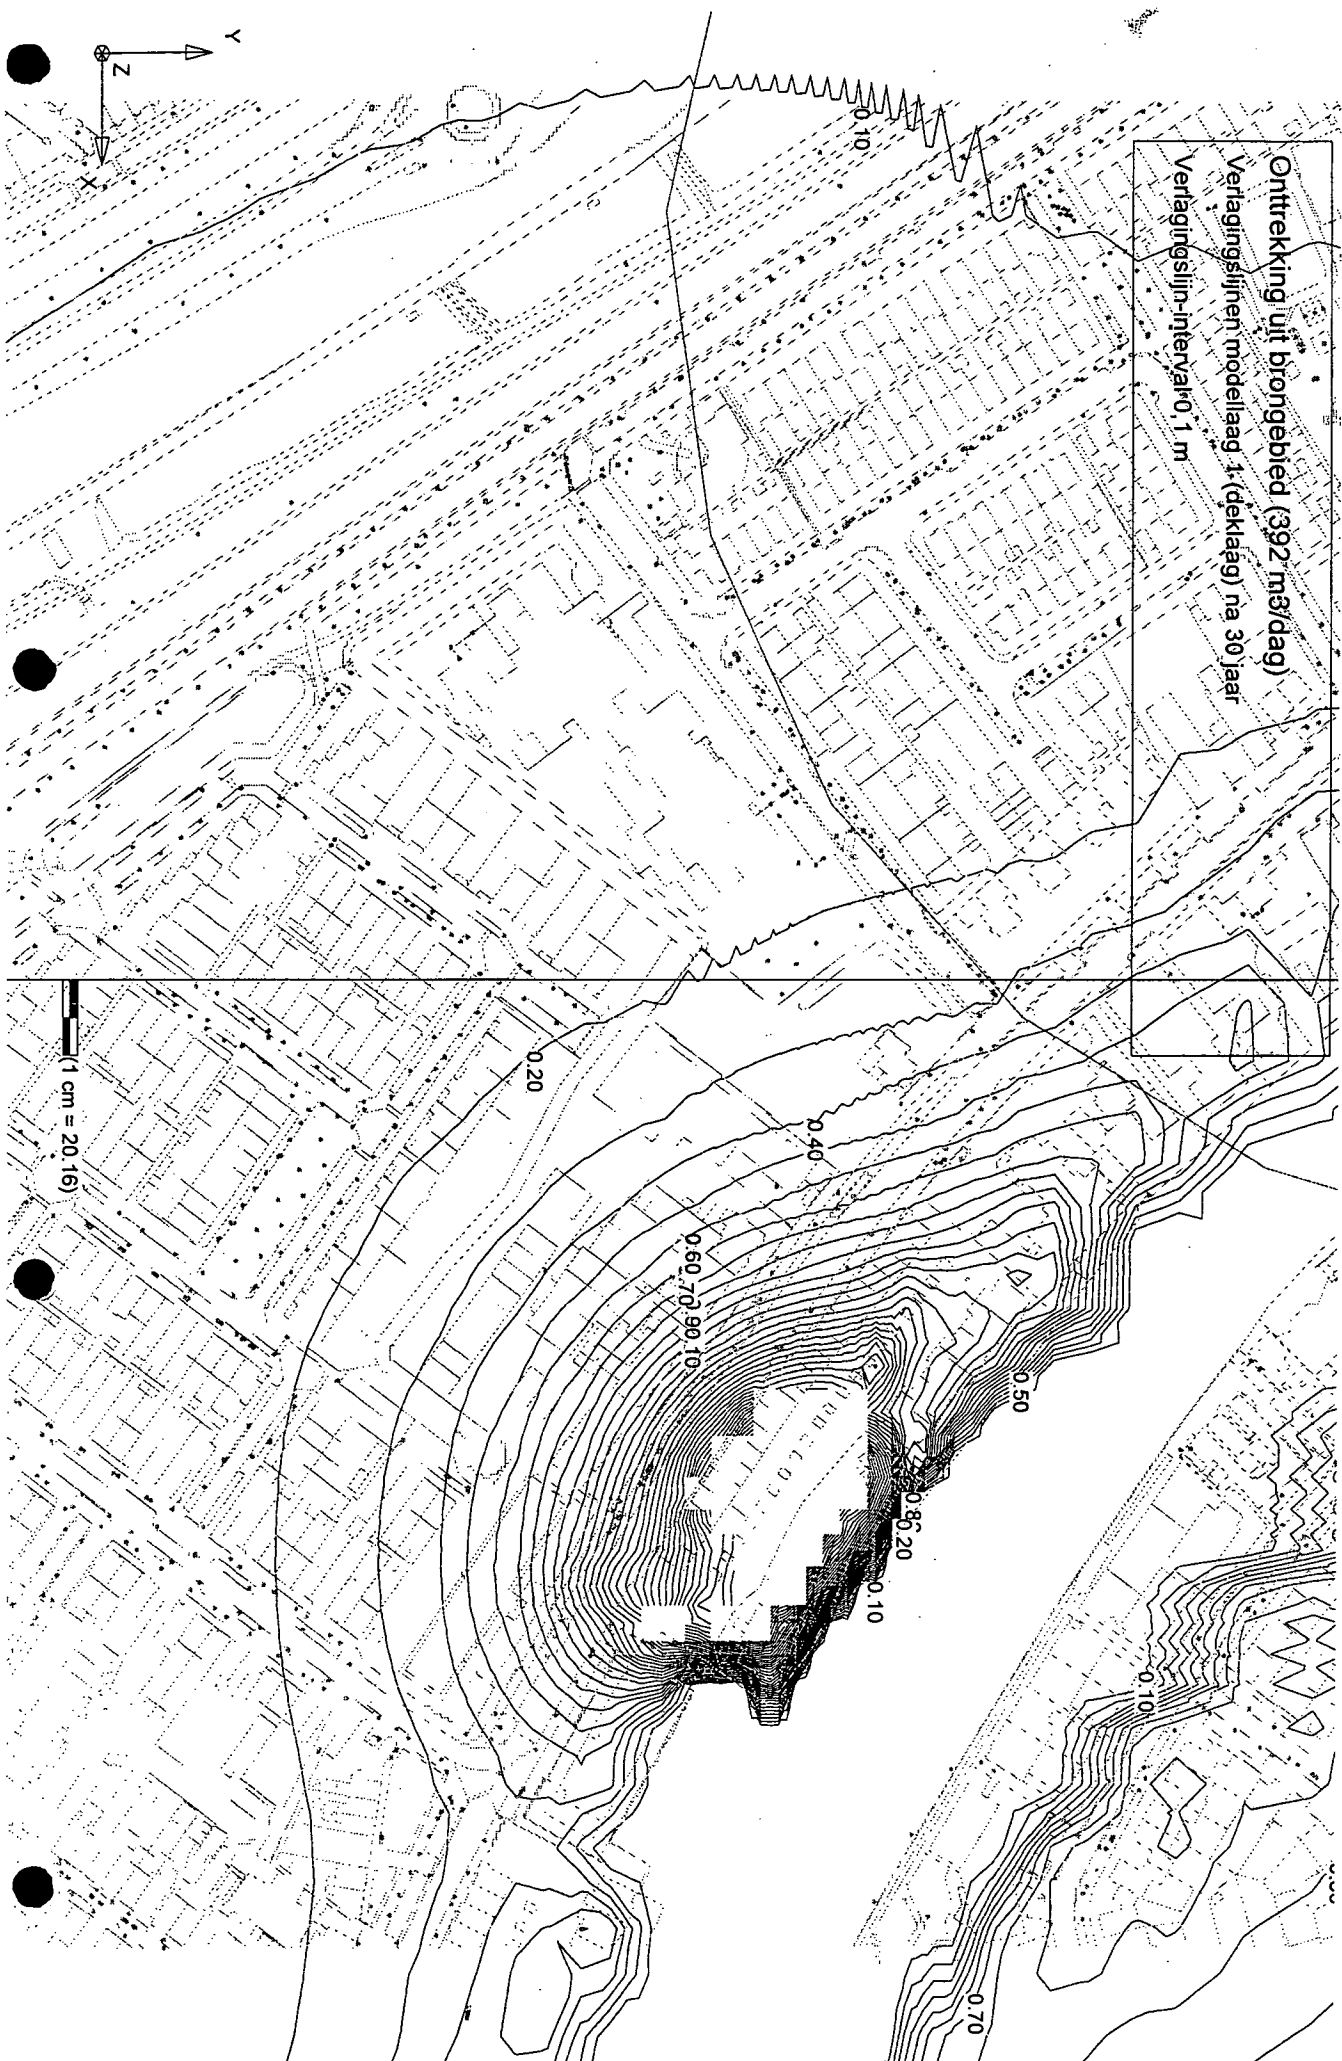 Onttrekking uit brongebied (392 m3/dag)
Verlagingslijnen modellaag 1 (deklaag) na 30 jaar
Verlagingslijn-interval 0,1 m
Y
Z
X
0.10
(1 cm = 20.16)
0.20
0.40
0.60
0.70
0.90
0.10
0.50
0.20
0.10
0.10
0.70